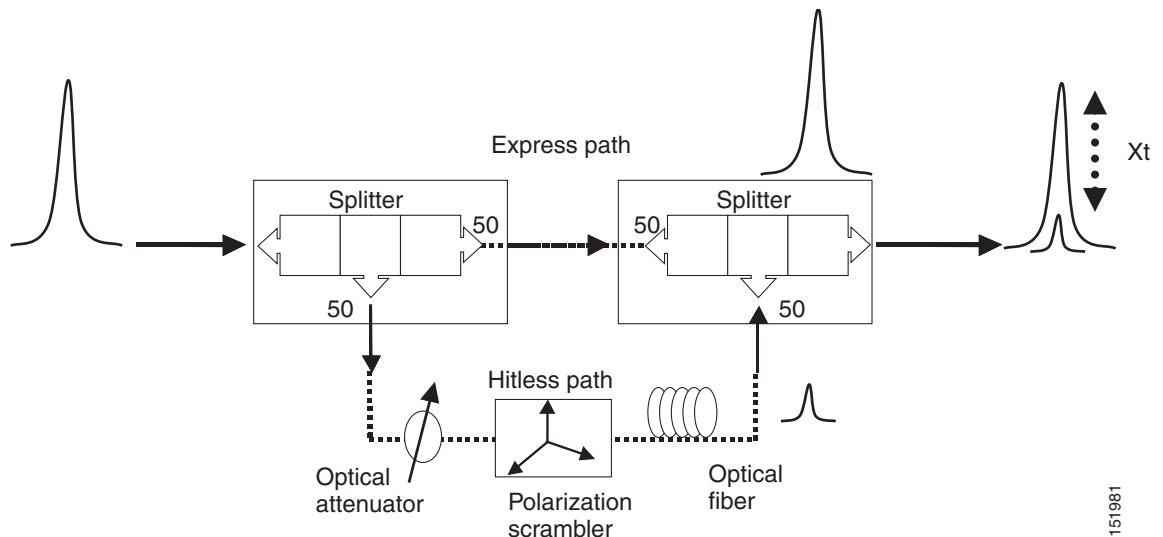 Express path
Xt
Splitter
50
50
Splitter
50
50
Hitless path
Optical
attenuator
Polarization
scrambler
Optical
fiber
151981